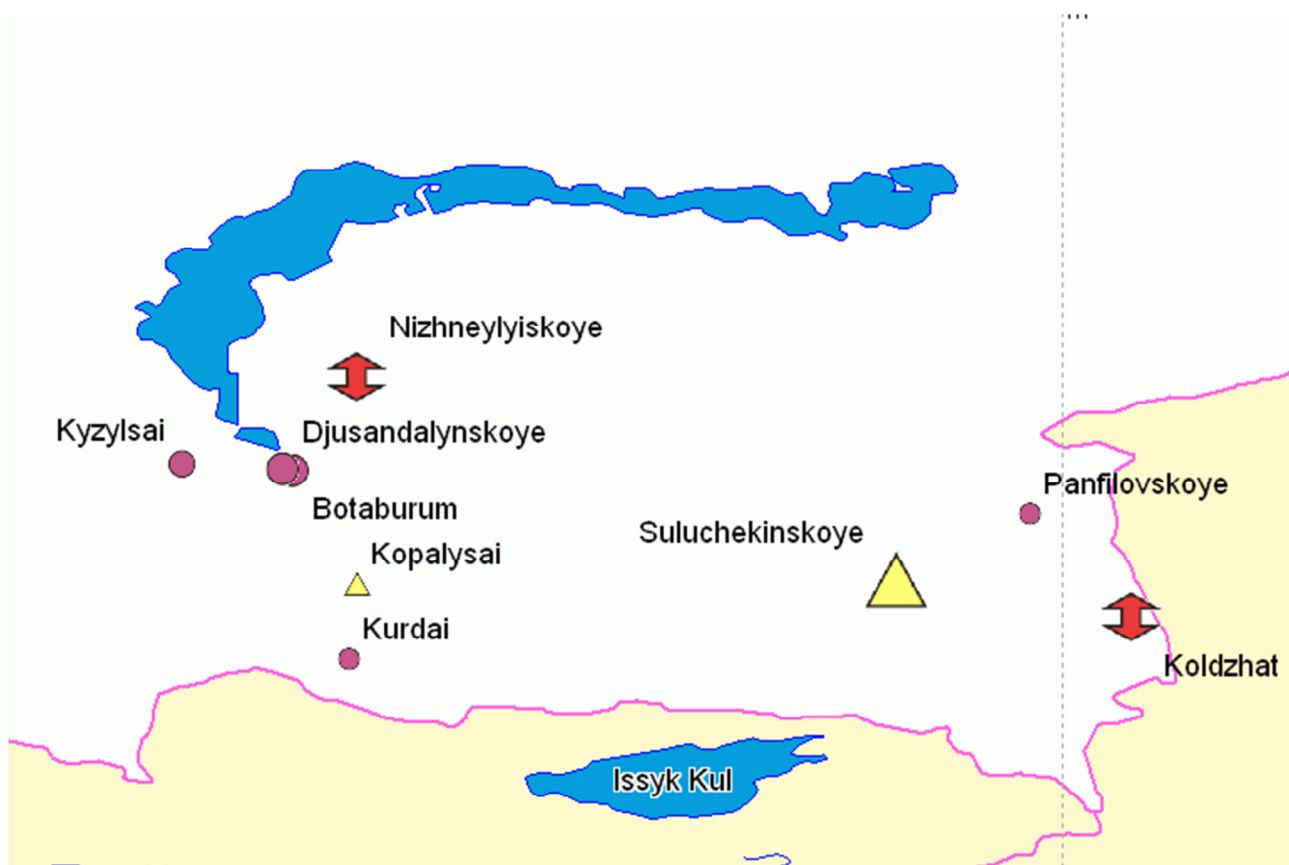 Nizhneylyiskoye
Kyzylsai
Djusandalynskoye
Panfilovskoye
Botaburum
Suluchekinskoye
Kopalysai
Kurdai
Koldzhat
Issyk Kul